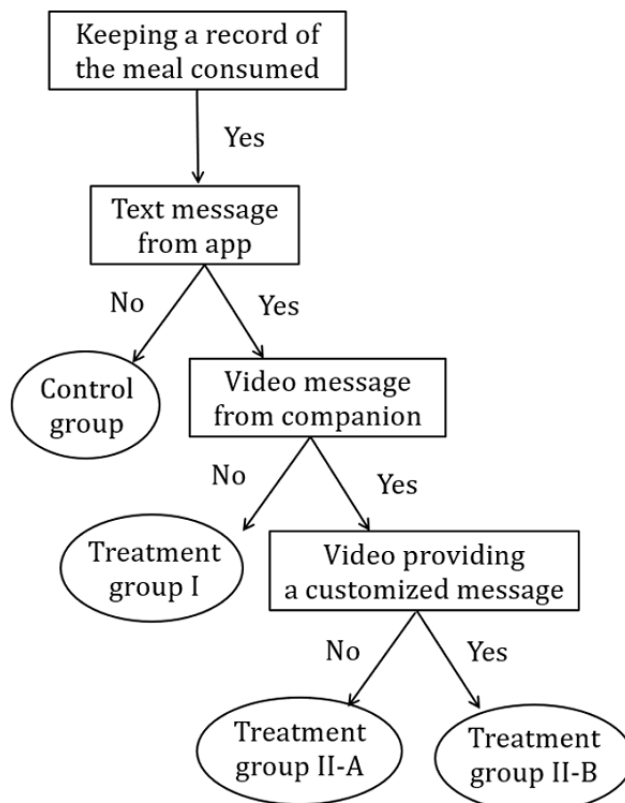 Keeping a record of
the meal consumed
Yes
Text message
from app
No
Yes
Control
group
Video message
from companion
No
Yes
Treatment
group I
Video providing
a customized message
No
Yes
Treatment
group II-A
Treatment
group II-B